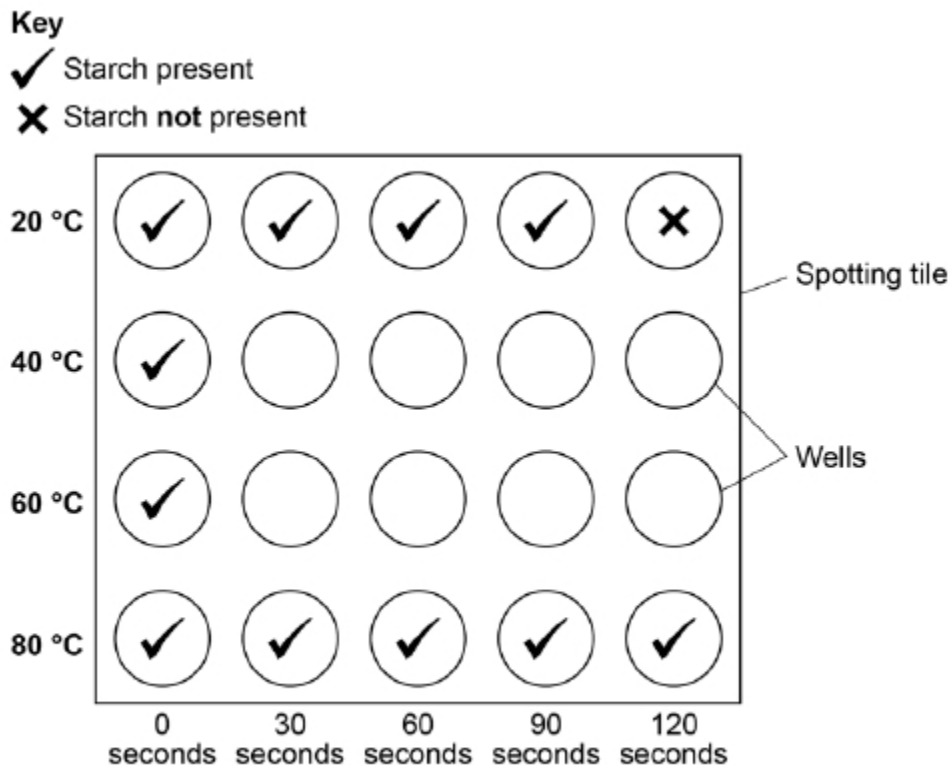 Key
✓ Starch present
✗ Starch not present
20 °C
Spotting tile
40 °C
Wells
60 °C
80 °C
0 30 60 90 120
seconds seconds seconds seconds seconds